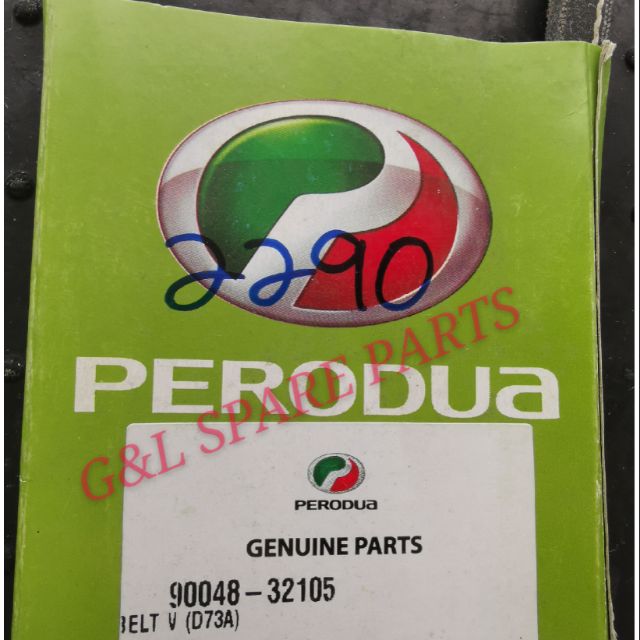 2290
PERODUA
G&L SPARE PARTS
PERODUA
GENUINE PARTS
90048-32105
BELT V (D73A)